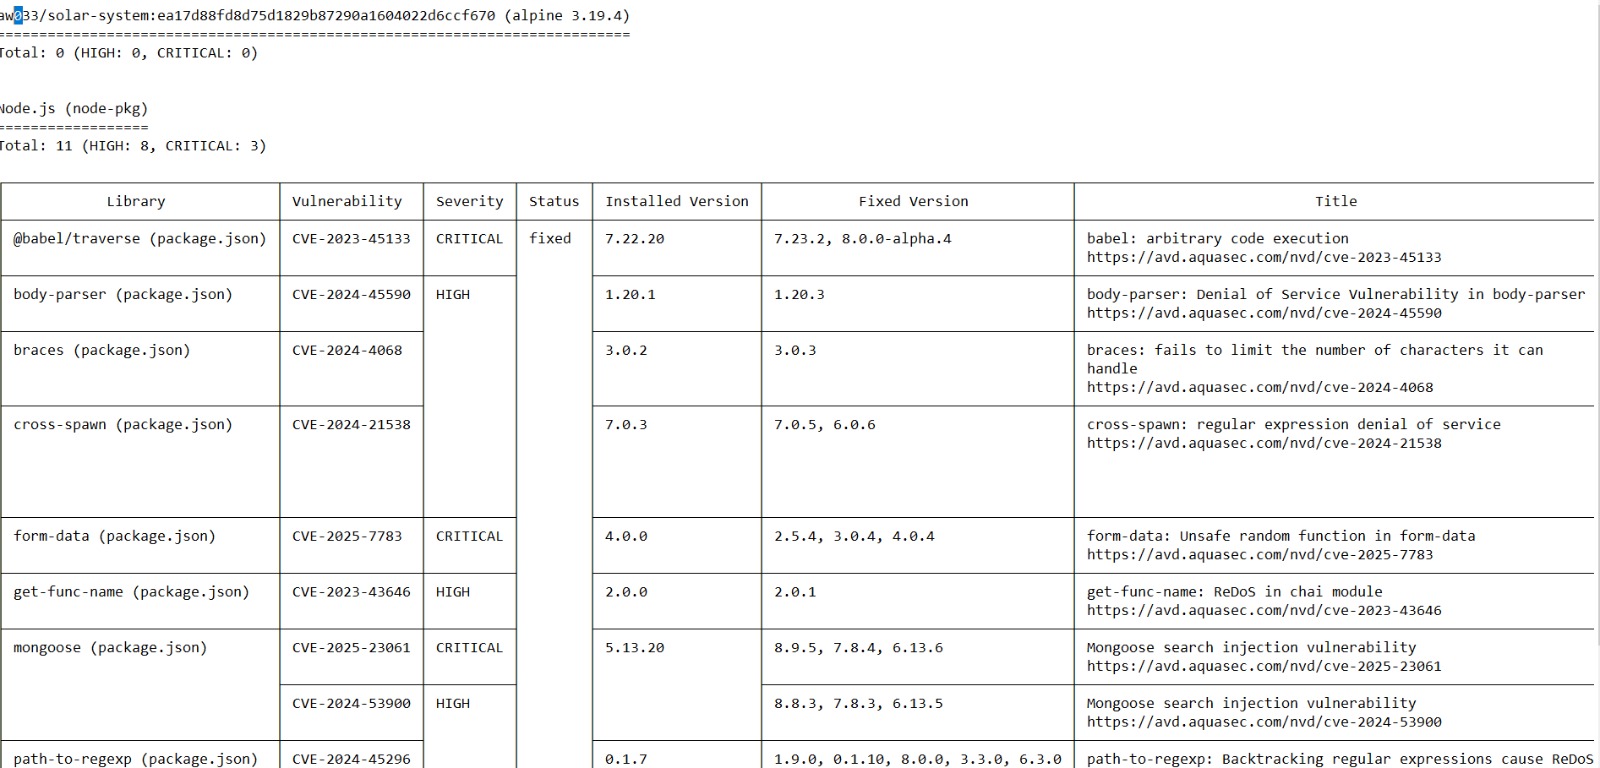 aw033/solar-system:ea17d88fd8d75d1829b87290a1604022d6ccf670 (alpine 3.19.4)
============================================================================
Total: 0 (HIGH: 0, CRITICAL: 0)
Node.js (node-pkg)
==================
Total: 11 (HIGH: 8, CRITICAL: 3)
Library Vulnerability Severity Status Installed Version Fixed Version Title
@babel/traverse (package.json) CVE-2023-45133 CRITICAL fixed 7.22.20 7.23.2, 8.0.0-alpha.4 babel: arbitrary code execution
https://avd.aquasec.com/nvd/cve-2023-45133
body-parser (package.json) CVE-2024-45590 HIGH 1.20.1 1.20.3 body-parser: Denial of Service Vulnerability in body-parser
https://avd.aquasec.com/nvd/cve-2024-45590
braces (package.json) CVE-2024-4068 3.0.2 3.0.3 braces: fails to limit the number of characters it can
handle
https://avd.aquasec.com/nvd/cve-2024-4068
cross-spawn (package.json) CVE-2024-21538 7.0.3 7.0.5, 6.0.6 cross-spawn: regular expression denial of service
https://avd.aquasec.com/nvd/cve-2024-21538
form-data (package.json) CVE-2025-7783 CRITICAL 4.0.0 2.5.4, 3.0.4, 4.0.4 form-data: Unsafe random function in form-data
https://avd.aquasec.com/nvd/cve-2025-7783
get-func-name (package.json) CVE-2023-43646 HIGH 2.0.0 2.0.1 get-func-name: ReDoS in chai module
https://avd.aquasec.com/nvd/cve-2023-43646
mongoose (package.json) CVE-2025-23061 CRITICAL 5.13.20 8.9.5, 7.8.4, 6.13.6 Mongoose search injection vulnerability
https://avd.aquasec.com/nvd/cve-2025-23061
CVE-2024-53900 HIGH 8.8.3, 7.8.3, 6.13.5 Mongoose search injection vulnerability
https://avd.aquasec.com/nvd/cve-2024-53900
path-to-regexp (package.json) CVE-2024-45296 0.1.7 1.9.0, 0.1.10, 8.0.0, 3.3.0, 6.3.0 path-to-regexp: Backtracking regular expressions cause ReDoS